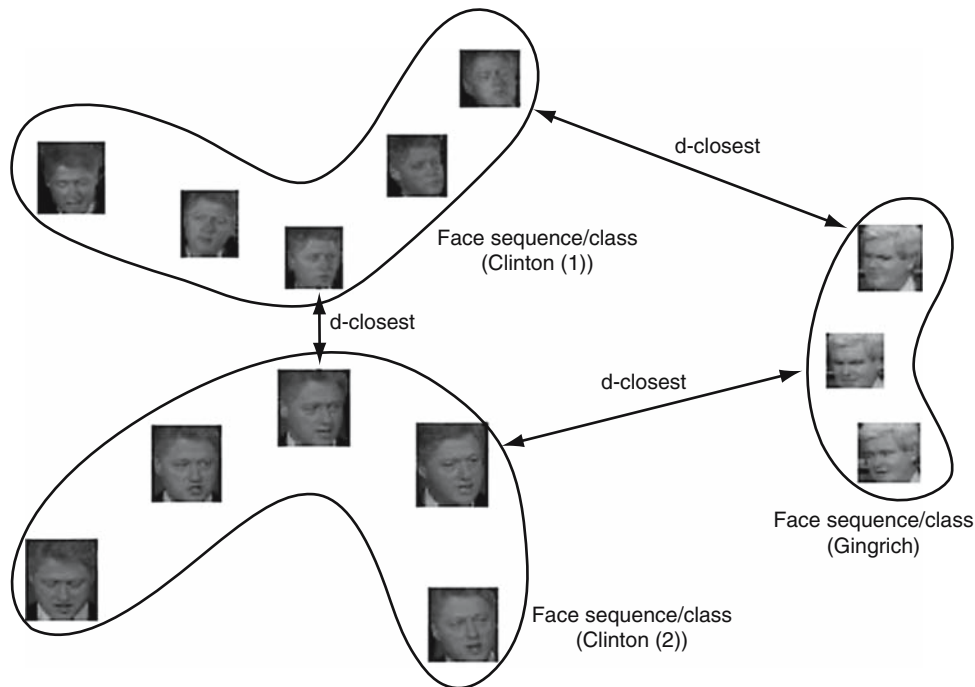 d-closest
Face sequence/class
(Clinton (1))
d-closest
d-closest
Face sequence/class
(Gingrich)
Face sequence/class
(Clinton (2))